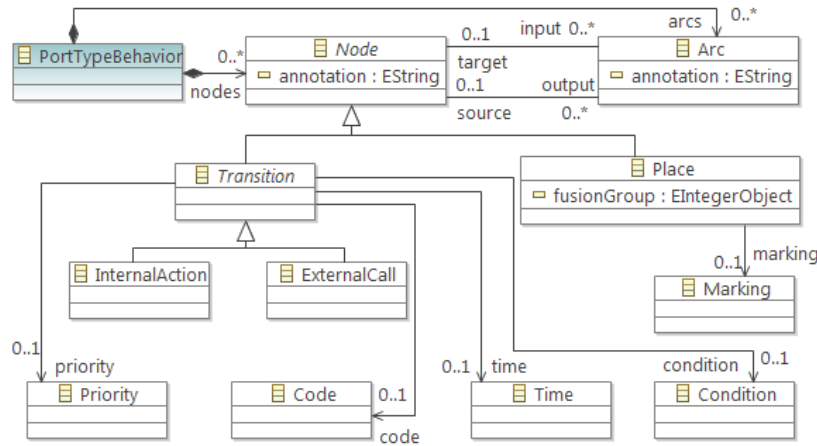 arcs 0..*
PortTypeBehavior
0..*
nodes
Node
annotation : EString
0..1 input 0..*
target
0..1 output
source 0..*
Arc
annotation : EString
Transition
Place
fusionGroup : EIntegerObject
InternalAction
ExternalCall
0..1 marking
Marking
0..1 priority
0..1
code
0..1 time
condition 0..1
Priority
Code
Time
Condition